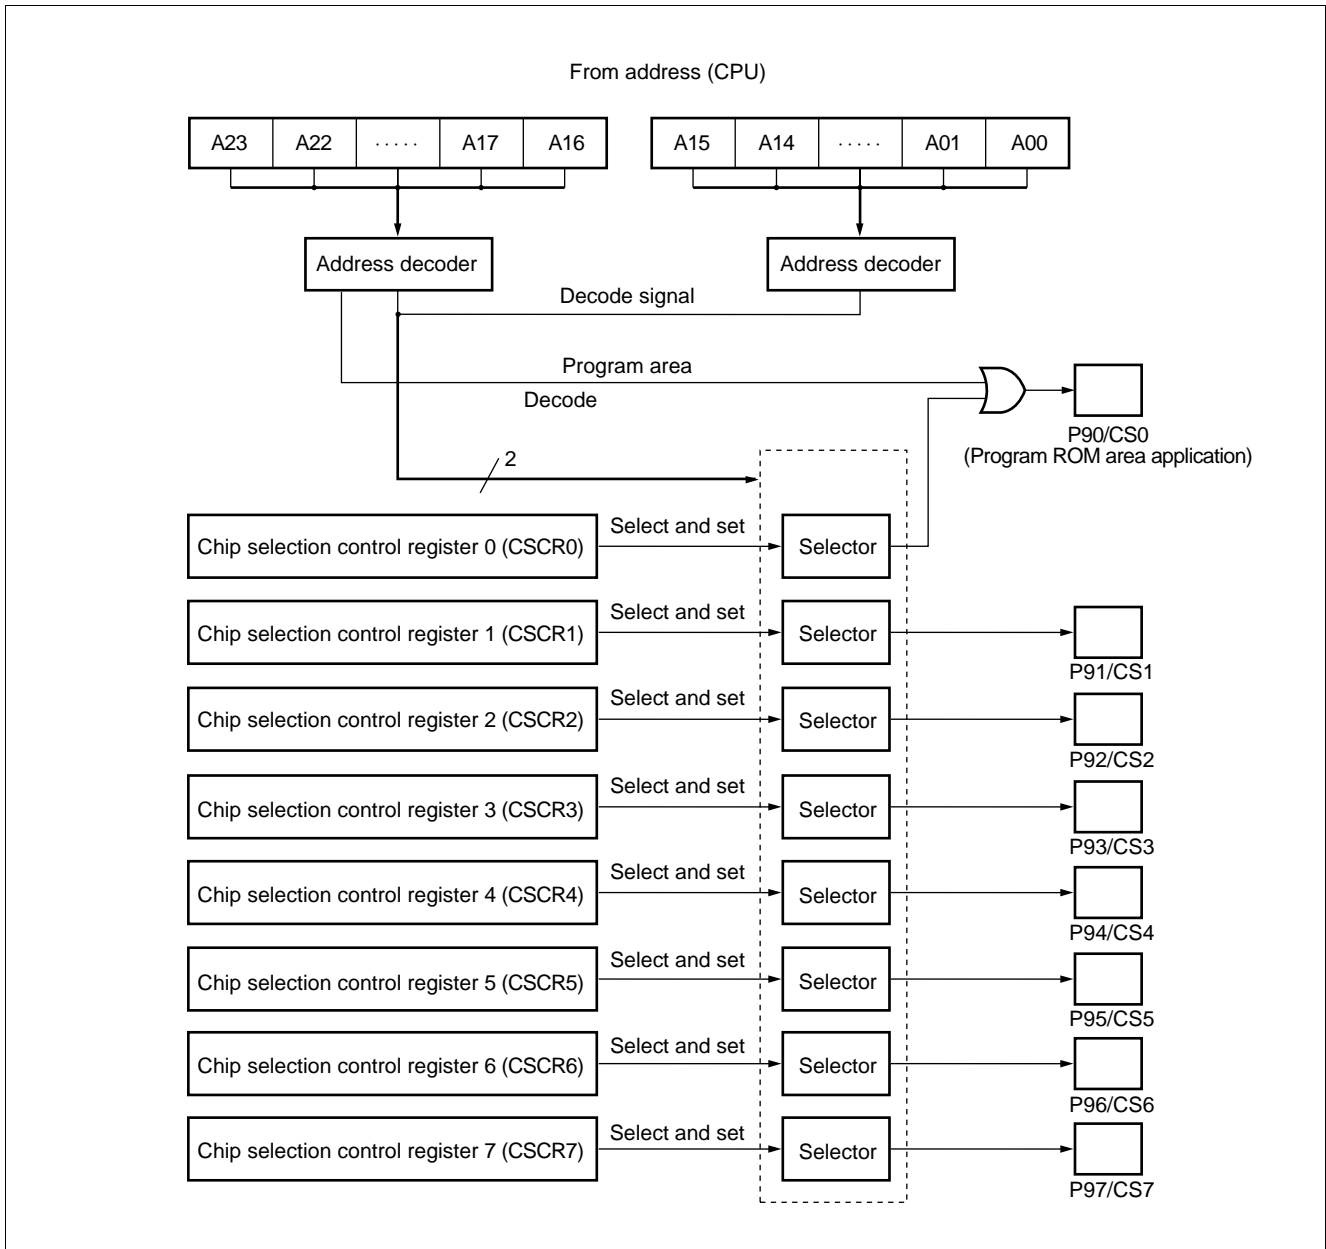 From address (CPU)
A23 A22 ····· A17 A16 A15 A14 ····· A01 A00
Address decoder Address decoder
Decode signal
Program area
Decode
P90/CS0
(Program ROM area application)
2
Chip selection control register 0 (CSCR0) Select and set Selector
Chip selection control register 1 (CSCR1) Select and set Selector
P91/CS1
Chip selection control register 2 (CSCR2) Select and set Selector
P92/CS2
Chip selection control register 3 (CSCR3) Select and set Selector
P93/CS3
Chip selection control register 4 (CSCR4) Select and set Selector
P94/CS4
Chip selection control register 5 (CSCR5) Select and set Selector
P95/CS5
Chip selection control register 6 (CSCR6) Select and set Selector
P96/CS6
Chip selection control register 7 (CSCR7) Select and set Selector
P97/CS7